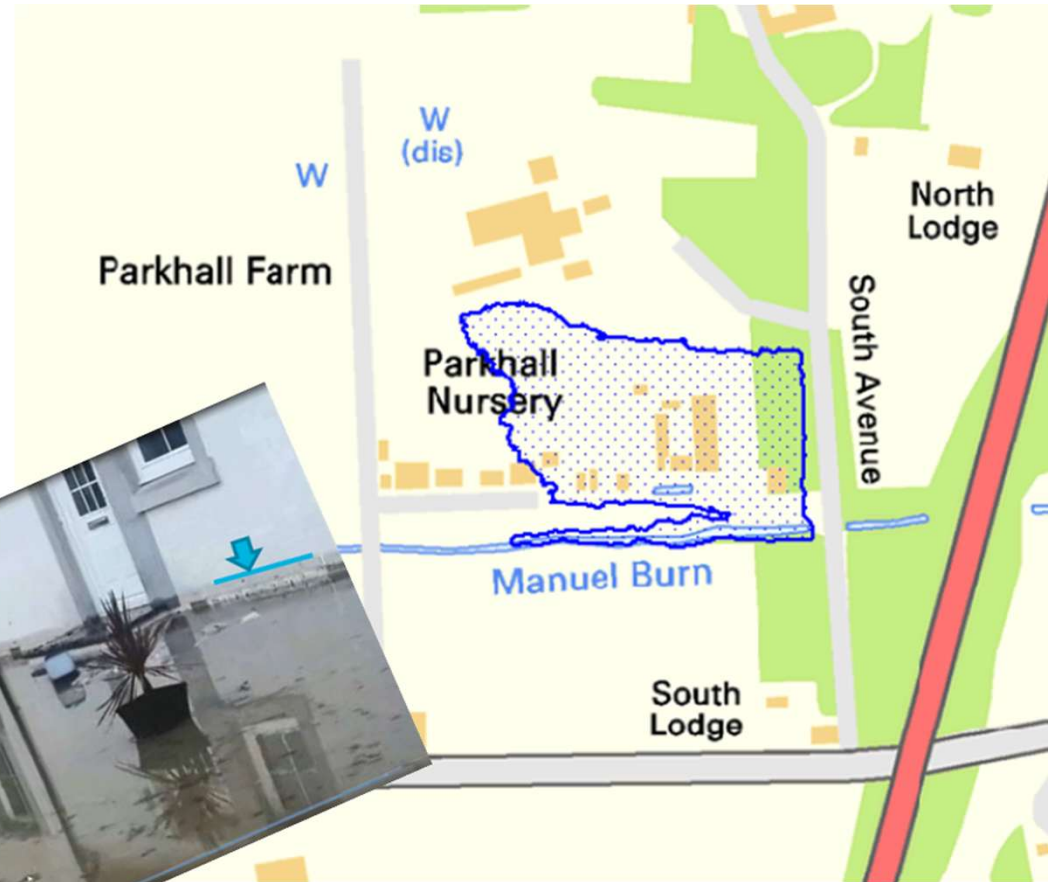 W
(dis)
W
North
Lodge
Parkhall Farm
South Avenue
Parkhall
Nursery
Manuel Burn
South
Lodge